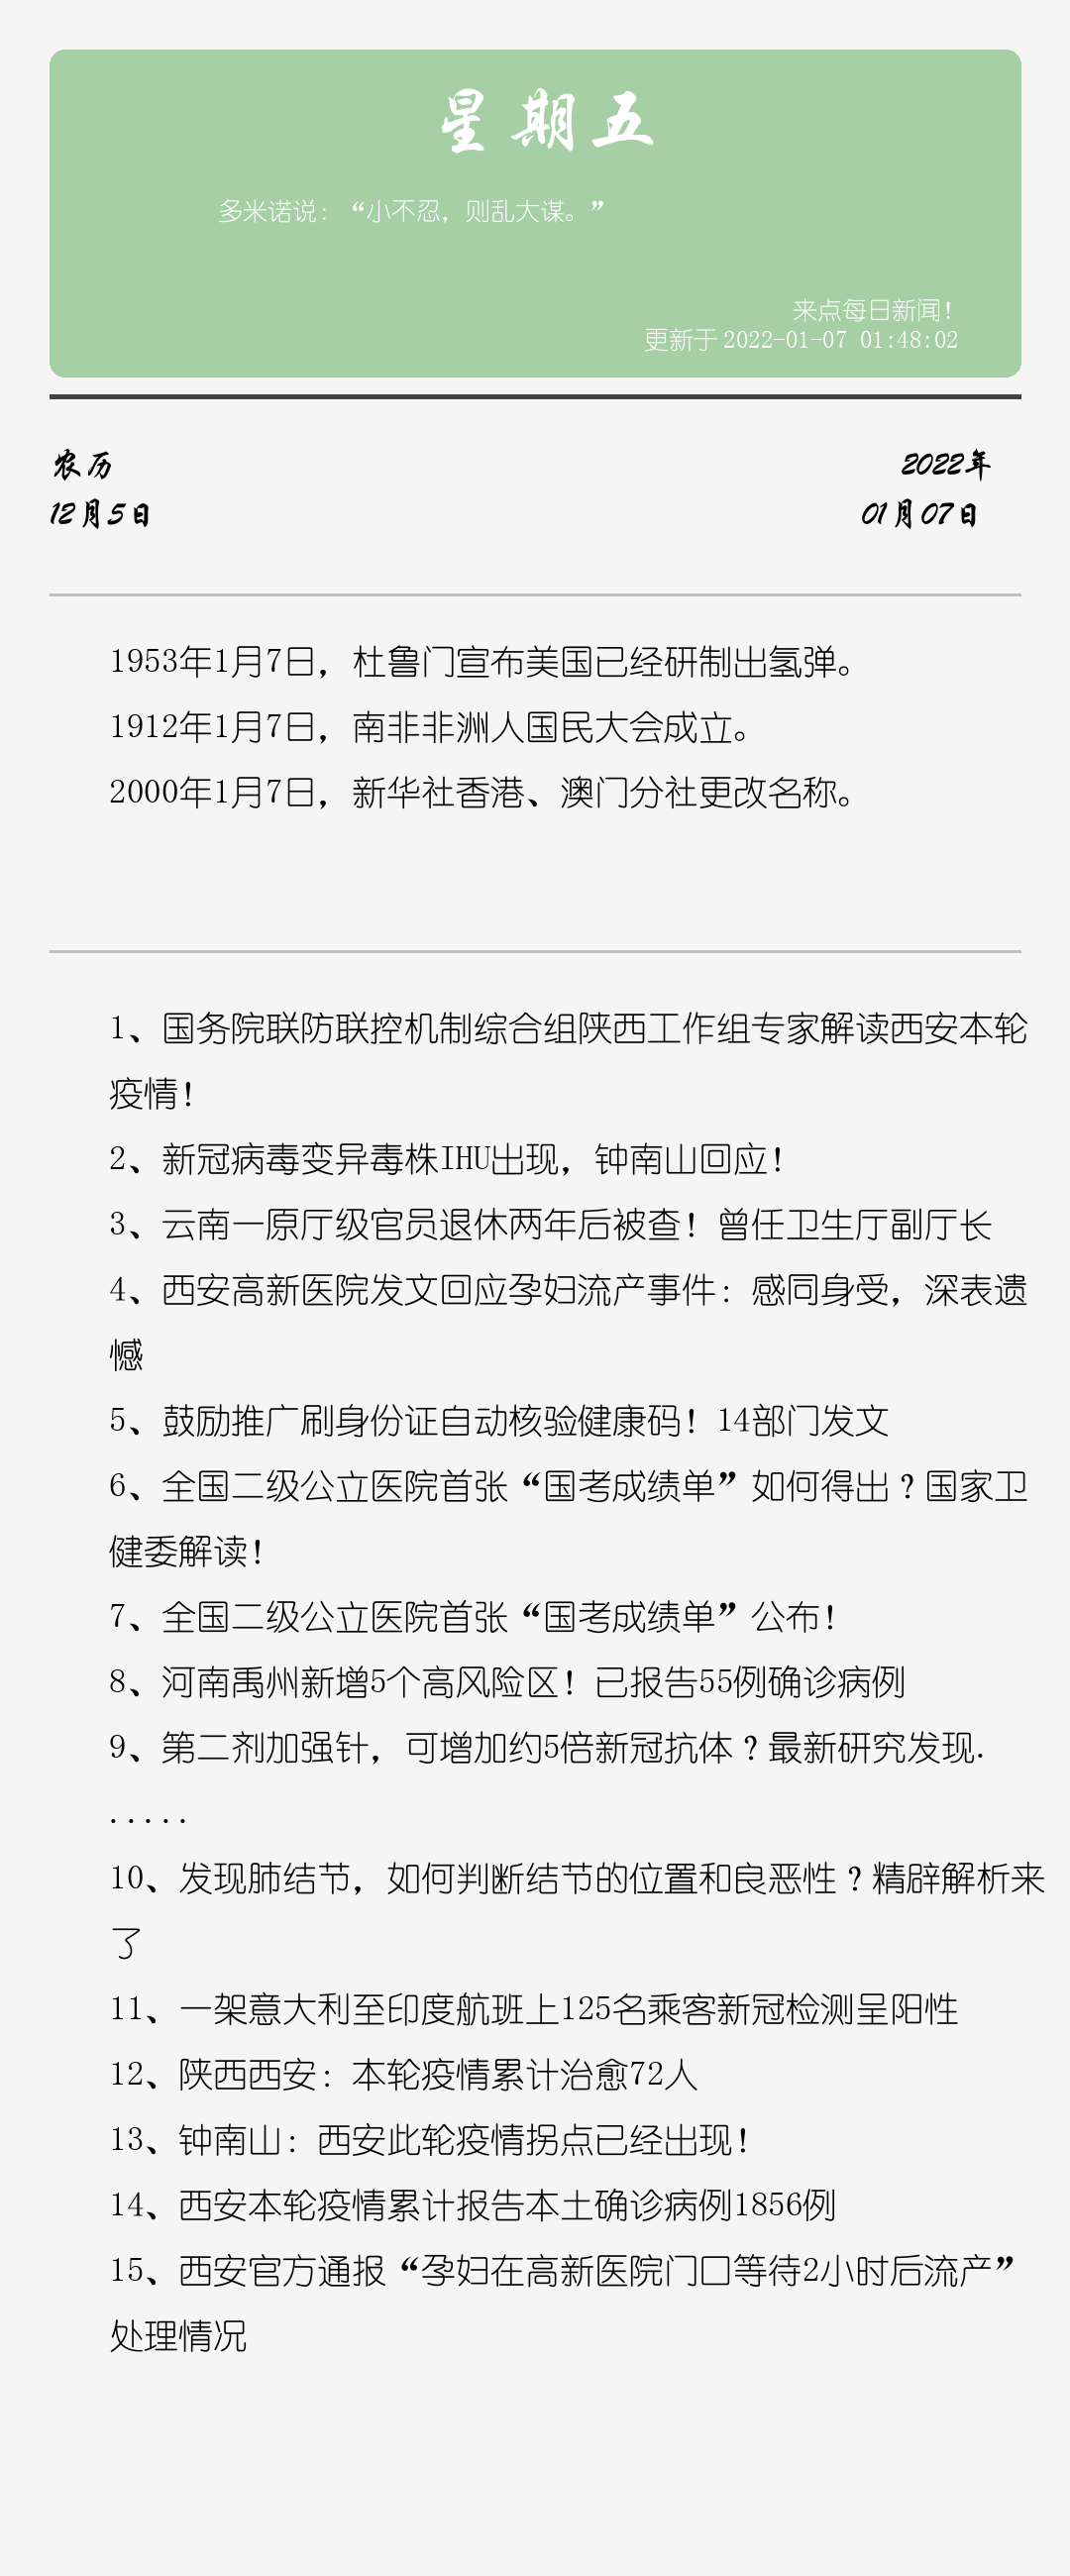 星期五
多米诺说：“小不忍，则乱大谋。”
来点每日新闻！
更新于 2022-01-07 01:48:02
农历
2022年
12月5日
01月07日
1953年1月7日，杜鲁门宣布美国已经研制出氢弹。
1912年1月7日，南非非洲人国民大会成立。
2000年1月7日，新华社香港、澳门分社更改名称。
1、国务院联防联控机制综合组陕西工作组专家解读西安本轮
疫情！
2、新冠病毒变异毒株IHU出现，钟南山回应！
3、云南一原厅级官员退休两年后被查！曾任卫生厅副厅长
4、西安高新医院发文回应孕妇流产事件：感同身受，深表遗
憾
5、鼓励推广刷身份证自动核验健康码！14部门发文
6、全国二级公立医院首张“国考成绩单”如何得出？国家卫
健委解读！
7、全国二级公立医院首张“国考成绩单”公布！
8、河南禹州新增5个高风险区！已报告55例确诊病例
9、第二剂加强针，可增加约5倍新冠抗体？最新研究发现.
.....
10、发现肺结节，如何判断结节的位置和良恶性？精辟解析来
了
11、一架意大利至印度航班上125名乘客新冠检测呈阳性
12、陕西西安：本轮疫情累计治愈72人
13、钟南山：西安此轮疫情拐点已经出现！
14、西安本轮疫情累计报告本土确诊病例1856例
15、西安官方通报“孕妇在高新医院门口等待2小时后流产”
处理情况